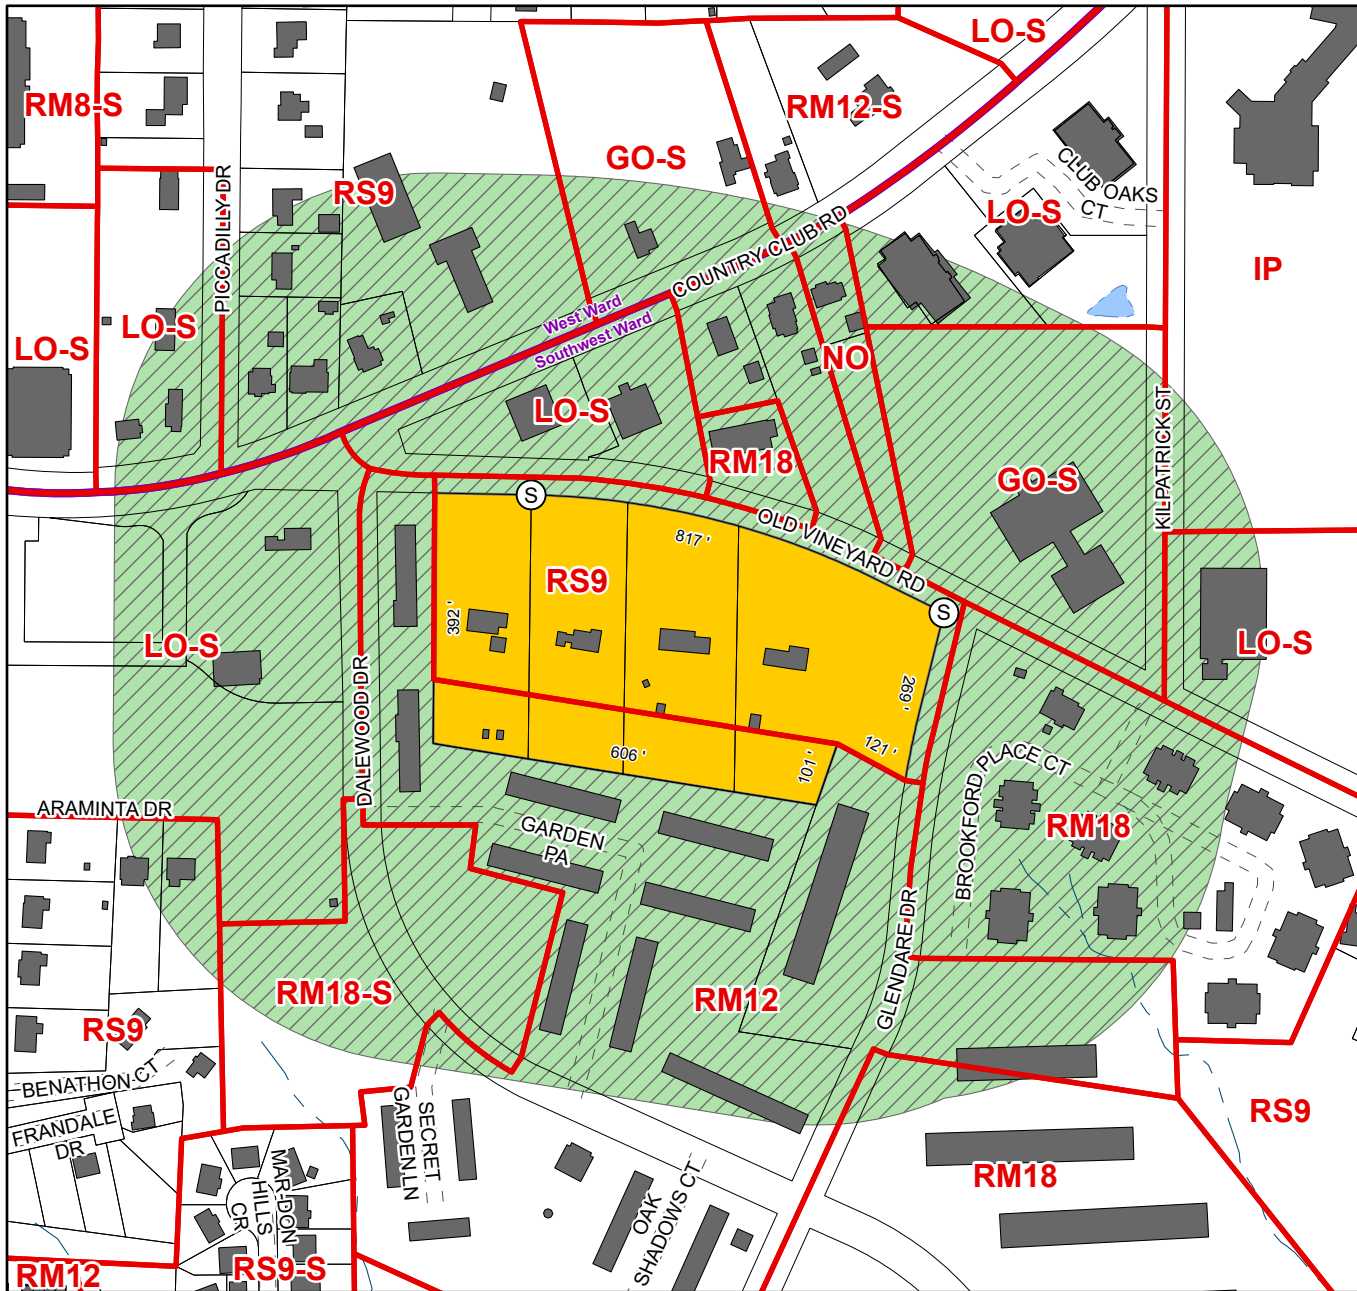 LO-S
RM8-S
RM12-S
GO-S
CLUB OAKS
CT
RS9
PICCADILLY DR
LO-S
COUNTRY CLUB RD
IP
West Ward
Southwest Ward
LO-S
LO-S
NO
LO-S
KILPATRICK ST
RM18
GO-S
S
OLD VINEYARD RD
817 '
RS9
S
392 '
LO-S
LO-S
DALEWOOD DR
269 '
121 '
606 '
101 '
BROOKFORD PLACE CT
ARAMINTA DR
GARDEN
PA
RM18
GLENDARE DR
RM18-S
RM12
RS9
BENATHON CT
FRANDALE
DR
SECRET
GARDEN LN
RS9
MAR-DON
HILLS
CR
OAK
SHADOWS CT
RM18
RM12
RS9-S